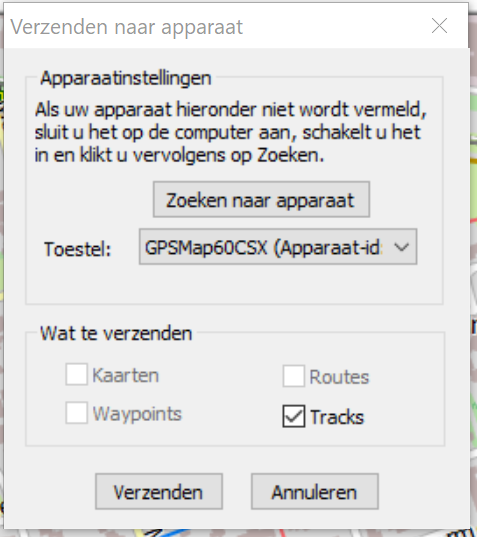 Verzenden naar apparaat
Apparaatinstellingen
Als uw apparaat hieronder niet wordt vermeld,
sluit u het op de computer aan, schakelt u het
in en klikt u vervolgens op Zoeken.
Zoeken naar apparaat
Toestel: GPSMap60CSX (Apparaat-id:
Wat te verzenden
Kaarten Routes
Waypoints Tracks
Verzenden Annuleren